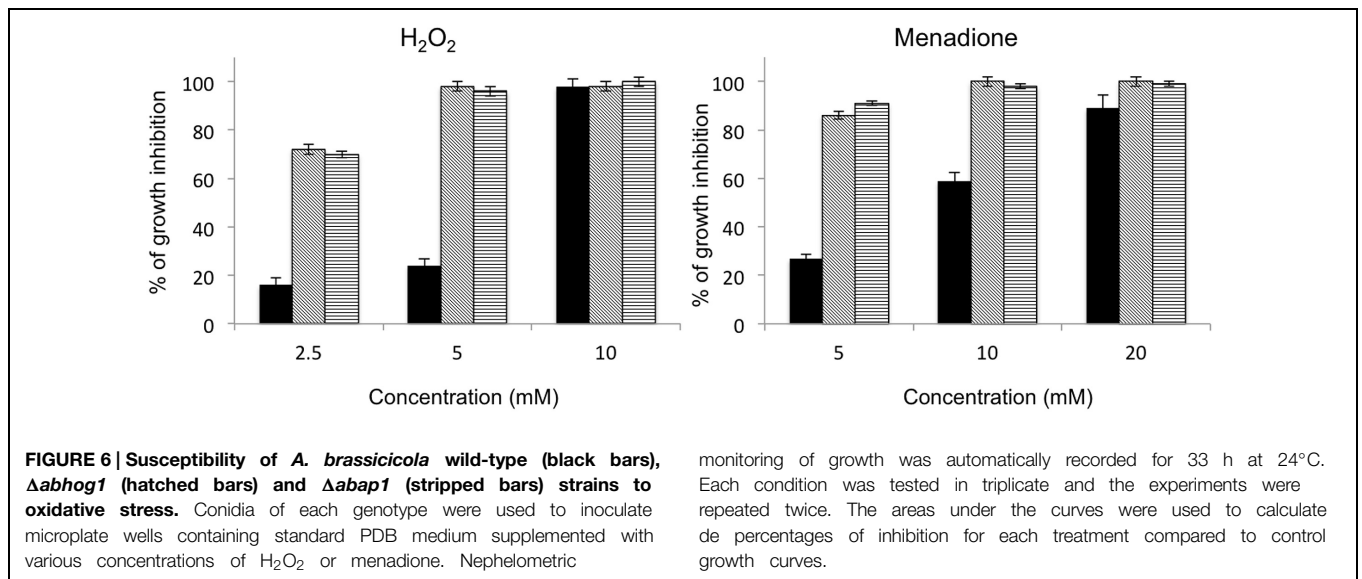 H₂O₂
% of growth inhibition
100
80
60
40
20
0
2.5 5 10
Concentration (mM)
Menadione
% of growth inhibition
100
80
60
40
20
0
5 10 20
Concentration (mM)
FIGURE 6 | Susceptibility of A. brassicicola wild-type (black bars),
Δabhog1 (hatched bars) and Δabap1 (stripped bars) strains to
oxidative stress. Conidia of each genotype were used to inoculate
microplate wells containing standard PDB medium supplemented with
various concentrations of H₂O₂ or menadione. Nephelometric
monitoring of growth was automatically recorded for 33 h at 24°C.
Each condition was tested in triplicate and the experiments were
repeated twice. The areas under the curves were used to calculate
de percentages of inhibition for each treatment compared to control
growth curves.